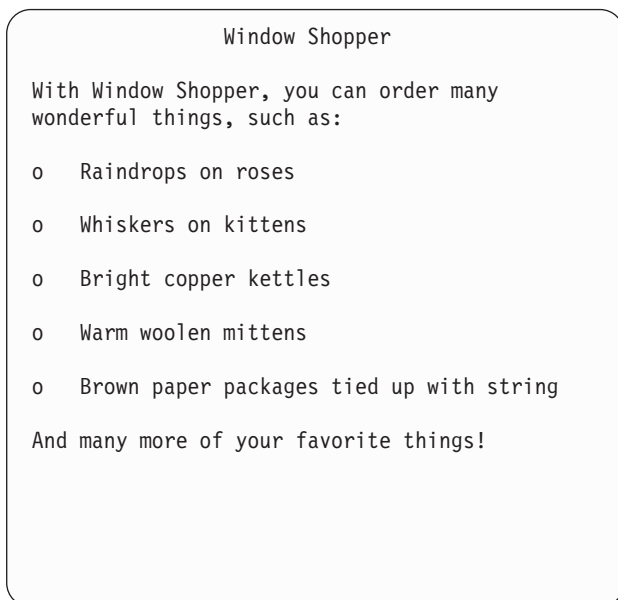 Window Shopper
With Window Shopper, you can order many
wonderful things, such as:
o Raindrops on roses
o Whiskers on kittens
o Bright copper kettles
o Warm woolen mittens
o Brown paper packages tied up with string
And many more of your favorite things!